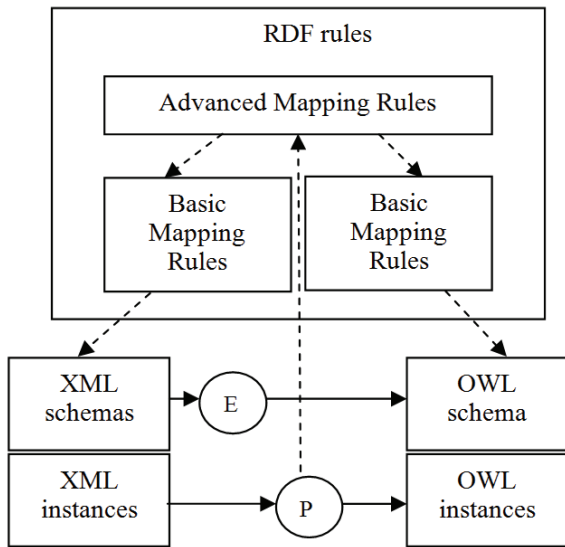 RDF rules
Advanced Mapping Rules
Basic
Mapping
Rules
Basic
Mapping
Rules
XML
schemas
E
OWL
schema
XML
instances
P
OWL
instances